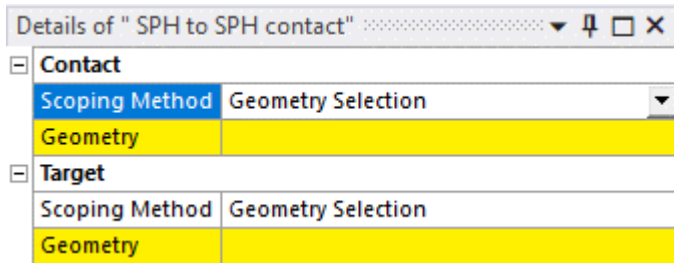 Details of " SPH to SPH contact"
Contact
Scoping Method Geometry Selection
Geometry
Target
Scoping Method Geometry Selection
Geometry